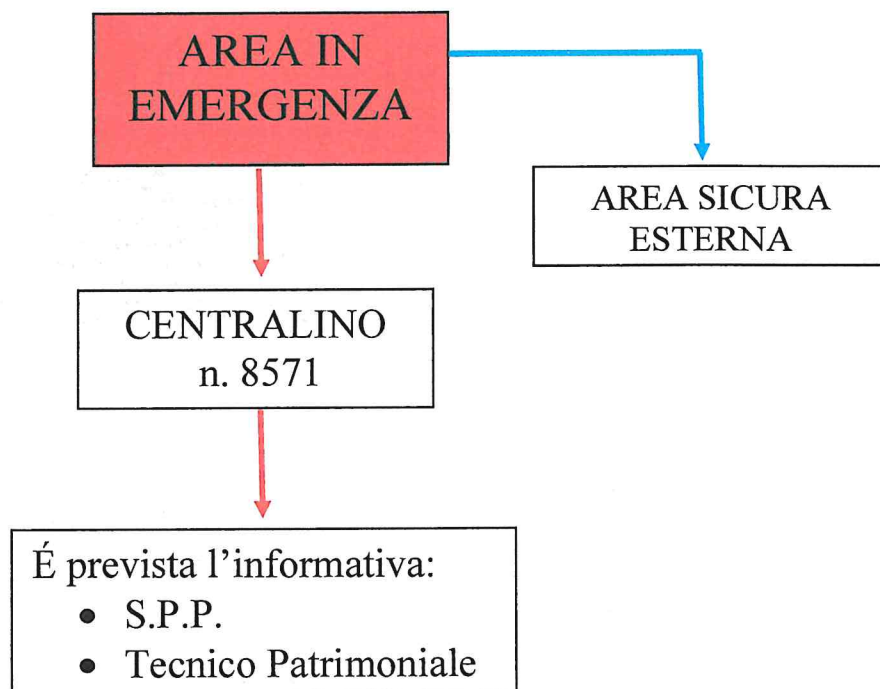 AREA IN
EMERGENZA
AREA SICURA
ESTERNA
CENTRALINO
n. 8571
É prevista l’informativa:
• S.P.P.
• Tecnico Patrimoniale